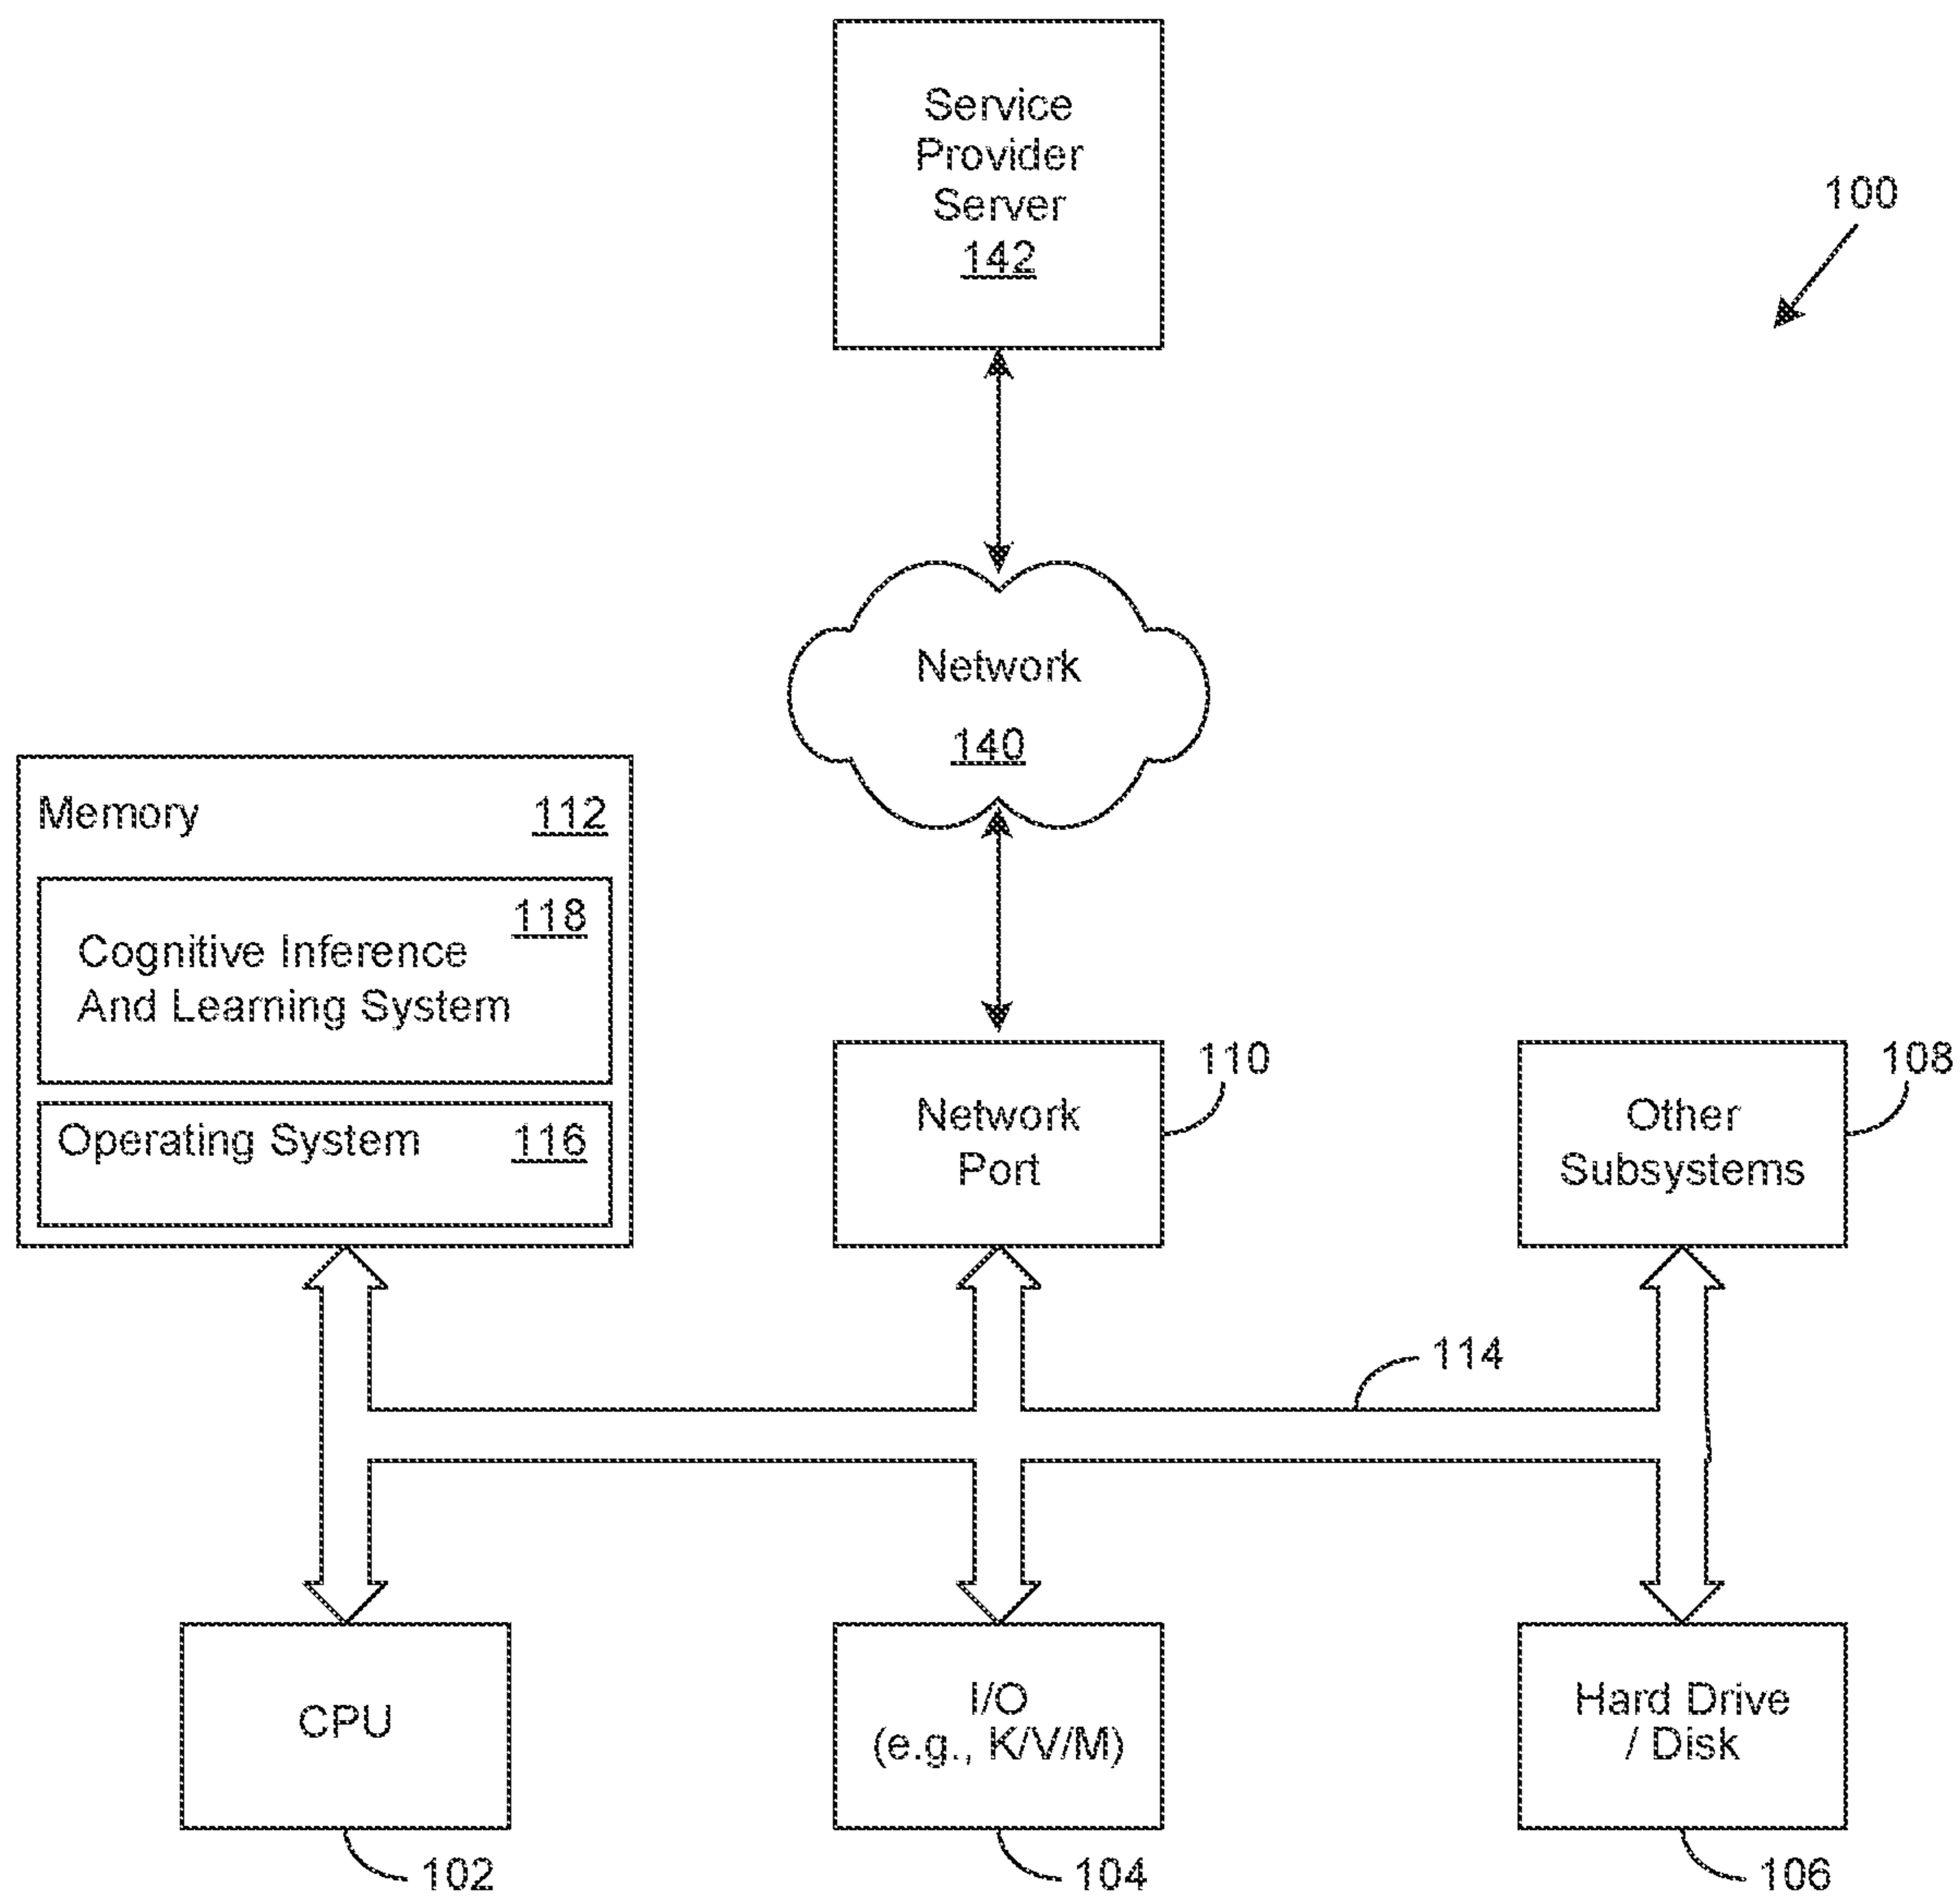 Service
Provider
Server
142
100
Network
140
Memory 112
118
Cognitive Inference
And Learning System
Operating System 116
Network
Port
110
Other
Subsystems
108
114
CPU
102
I/O
(e.g., K/V/M)
104
Hard Drive
/ Disk
106